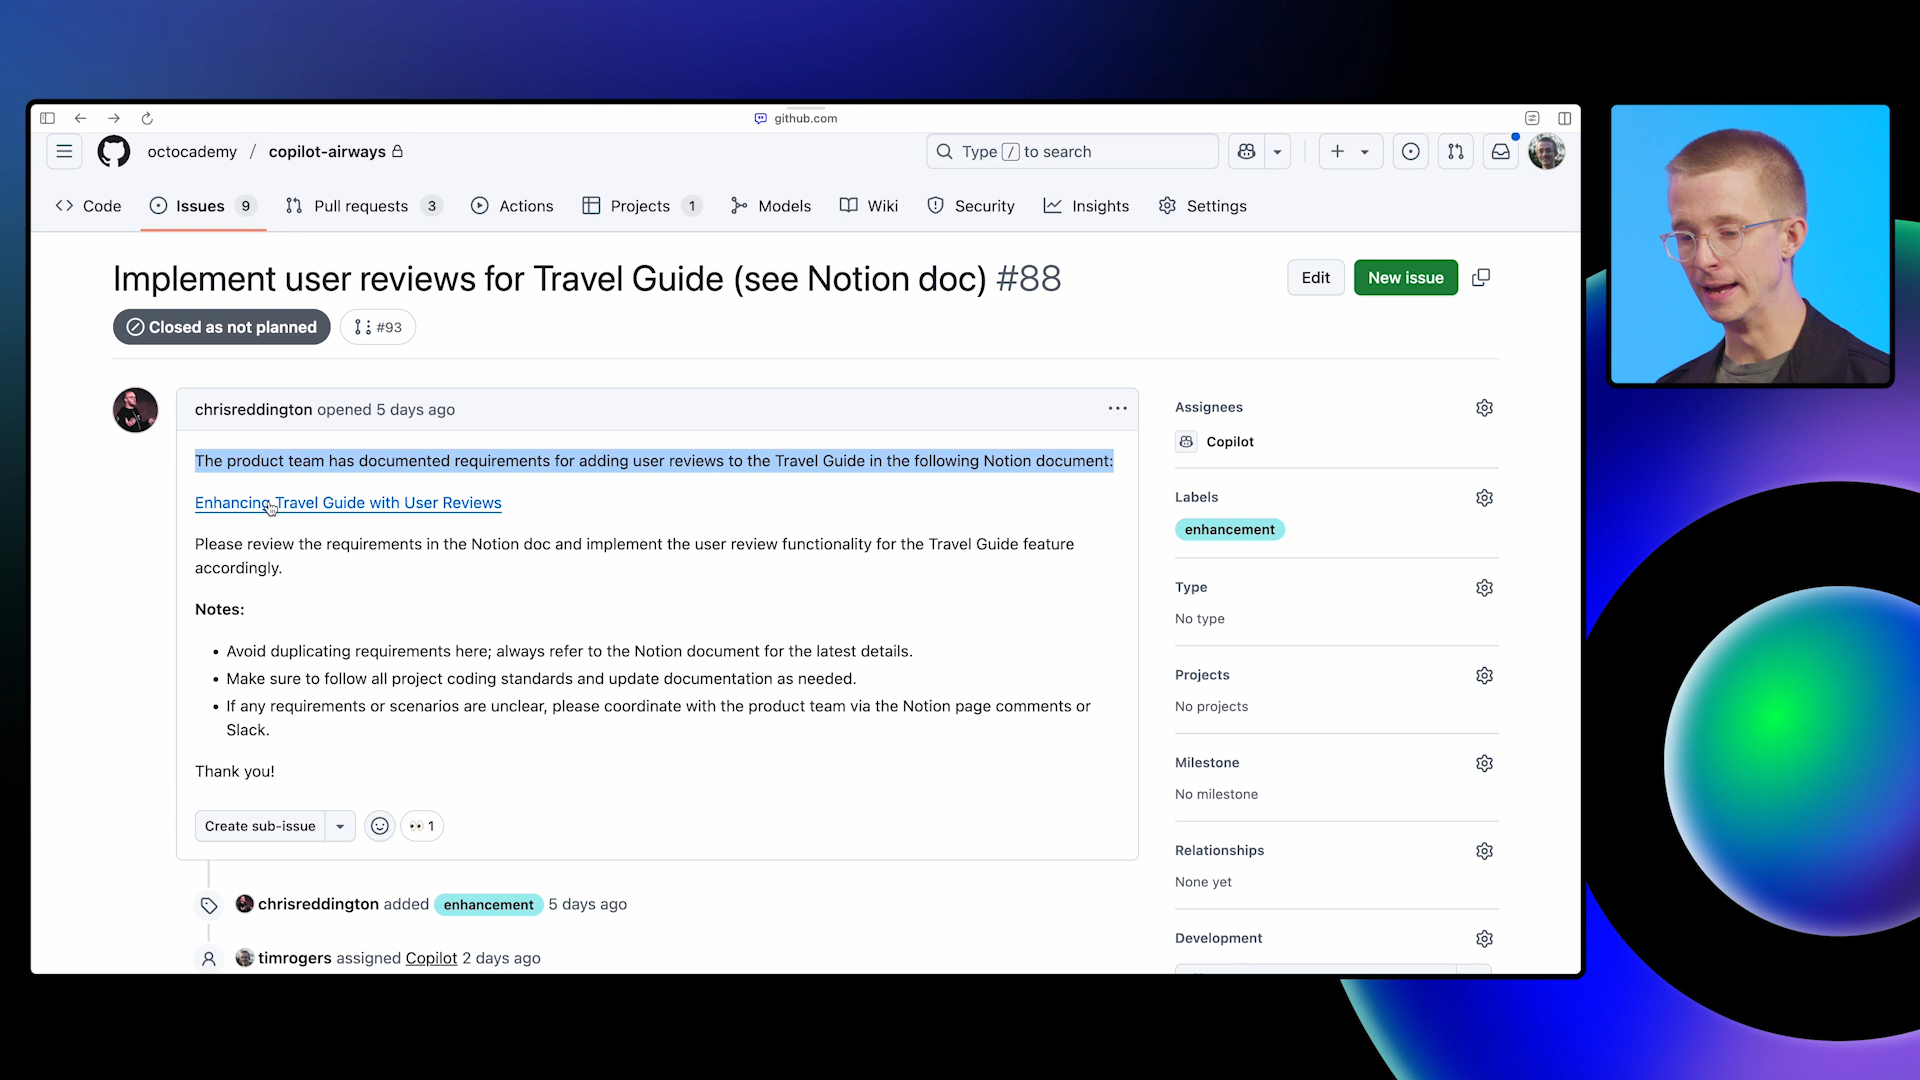 github.com
octocademy / copilot-airways
Type / to search
Code
Issues 9
Pull requests 3
Actions
Projects 1
Models
Wiki
Security
Insights
Settings
Implement user reviews for Travel Guide (see Notion doc) #88
Edit
New issue
Closed as not planned
#93
chrisreddington opened 5 days ago
The product team has documented requirements for adding user reviews to the Travel Guide in the following Notion document:
Enhancing Travel Guide with User Reviews
Please review the requirements in the Notion doc and implement the user review functionality for the Travel Guide feature
accordingly.
Notes:
Avoid duplicating requirements here; always refer to the Notion document for the latest details.
Make sure to follow all project coding standards and update documentation as needed.
If any requirements or scenarios are unclear, please coordinate with the product team via the Notion page comments or
Slack.
Thank you!
Create sub-issue
1
chrisreddington added enhancement 5 days ago
timrogers assigned Copilot 2 days ago
Assignees
Copilot
Labels
enhancement
Type
No type
Projects
No projects
Milestone
No milestone
Relationships
None yet
Development